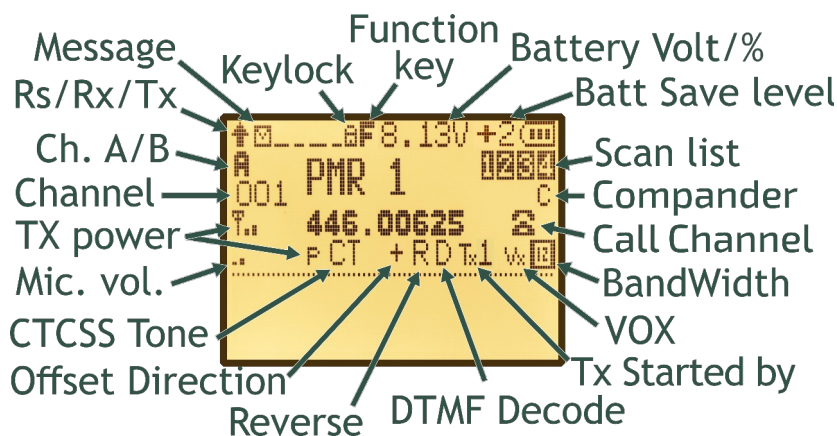 Message
Function
key
Keylock
Battery Volt/%
Batt Save level
Rs/Rx/Tx
Ch. A/B
Channel
TX power
Mic. vol.
8.13V +2
A
PMR 1
1234
001
C
446.00625
P CT + R D Tx1 Vx
Scan list
Compander
Call Channel
BandWidth
VOX
CTCSS Tone
Offset Direction
Reverse
DTMF Decode
Tx Started by